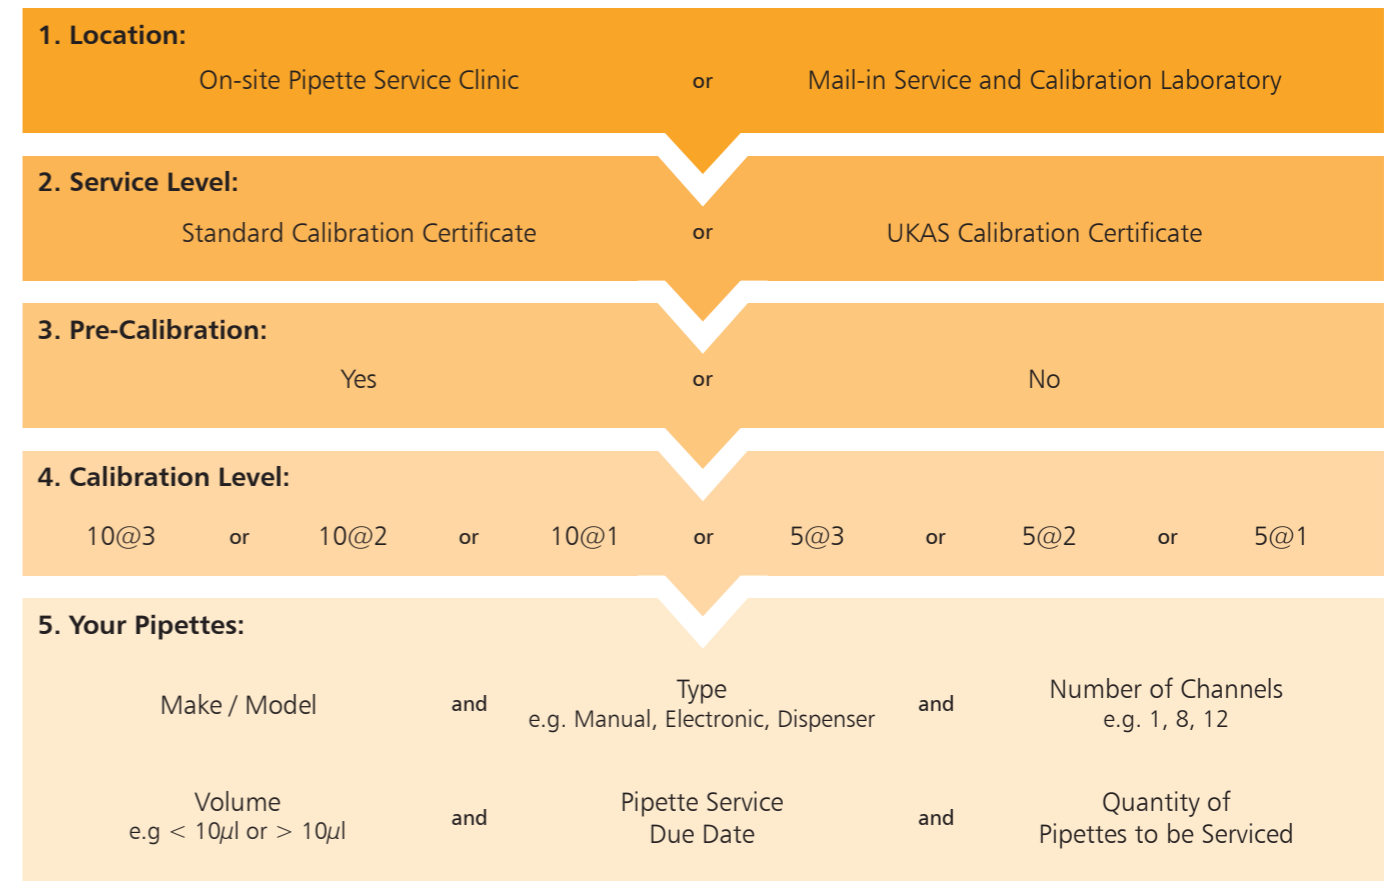 1. Location:
On-site Pipette Service Clinic or Mail-in Service and Calibration Laboratory
2. Service Level:
Standard Calibration Certificate or UKAS Calibration Certificate
3. Pre-Calibration:
Yes or No
4. Calibration Level:
10@3 or 10@2 or 10@1 or 5@3 or 5@2 or 5@1
5. Your Pipettes:
Make / Model and Type and Number of Channels
e.g. Manual, Electronic, Dispenser e.g. 1, 8, 12
Volume and Pipette Service and Quantity of
e.g < 10µl or > 10µl Due Date Pipettes to be Serviced